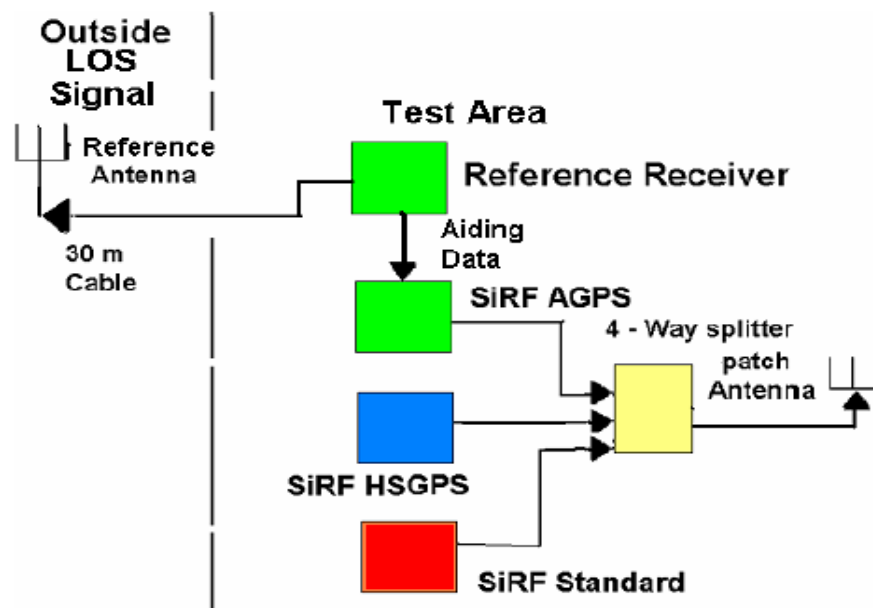 Outside
LOS
Signal
Reference
Antenna
30 m
Cable
Test Area
Reference Receiver
Aiding
Data
SiRF AGPS
4 - Way splitter
patch
Antenna
SiRF HSGPS
SiRF Standard